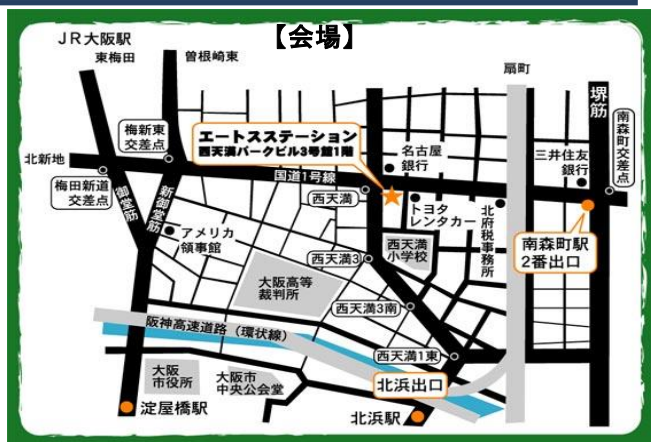 【会場】
JR大阪駅
東梅田
曽根崎東
扇町
堺筋
南森町交差点
梅新東
交差点
エートスステーション
西天満パークビル3号館1階
名古屋
銀行
三井住友
銀行
北新地
国道1号線
梅田新道
交差点
御堂筋
新御堂筋
西天満
トヨタ
レンタカー
北府税事務所
アメリカ
領事館
西天満
小学校
南森町駅
2番出口
西天満3
大阪高等
裁判所
西天満3南
阪神高速道路（環状線）
西天満1東
大阪
市役所
大阪市
中央公会堂
北浜出口
淀屋橋駅
北浜駅